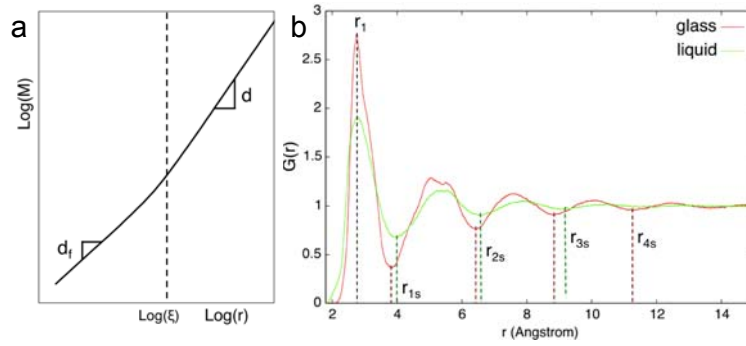 a
Log(M)
d
d_f
Log(ξ)
Log(r)
b
G(r)
3
2.5
2
1.5
1
0.5
0
r_1
glass
liquid
r_1s
r_2s
r_3s
r_4s
2
4
6
8
10
12
14
r (Angstrom)